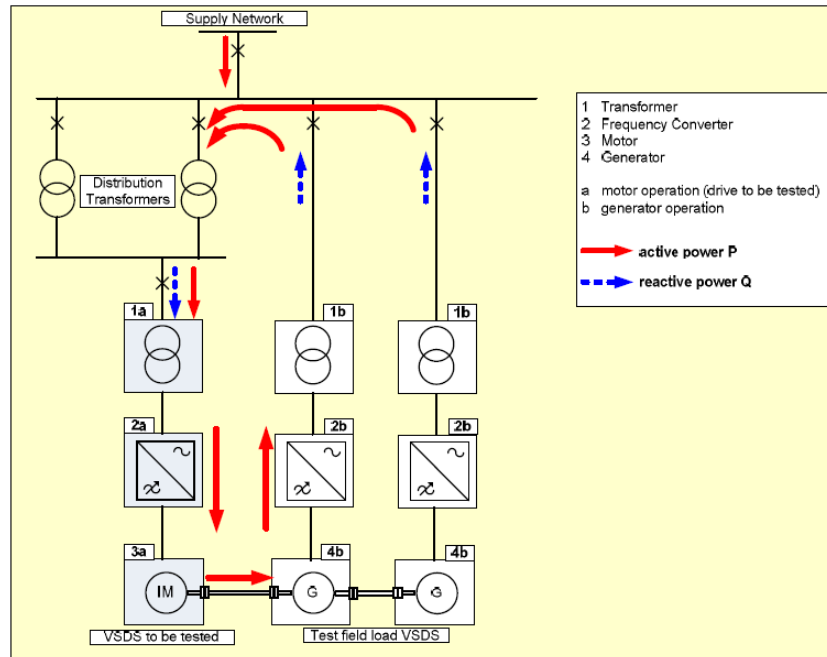 Supply Network
1 Transformer
2 Frequency Converter
3 Motor
4 Generator
a motor operation (drive to be tested)
b generator operation
active power P
reactive power Q
Distribution
Transformers
1a
1b
1b
2a
2b
2b
3a
4b
4b
IM
G
G
VSDS to be tested
Test field load VSDS